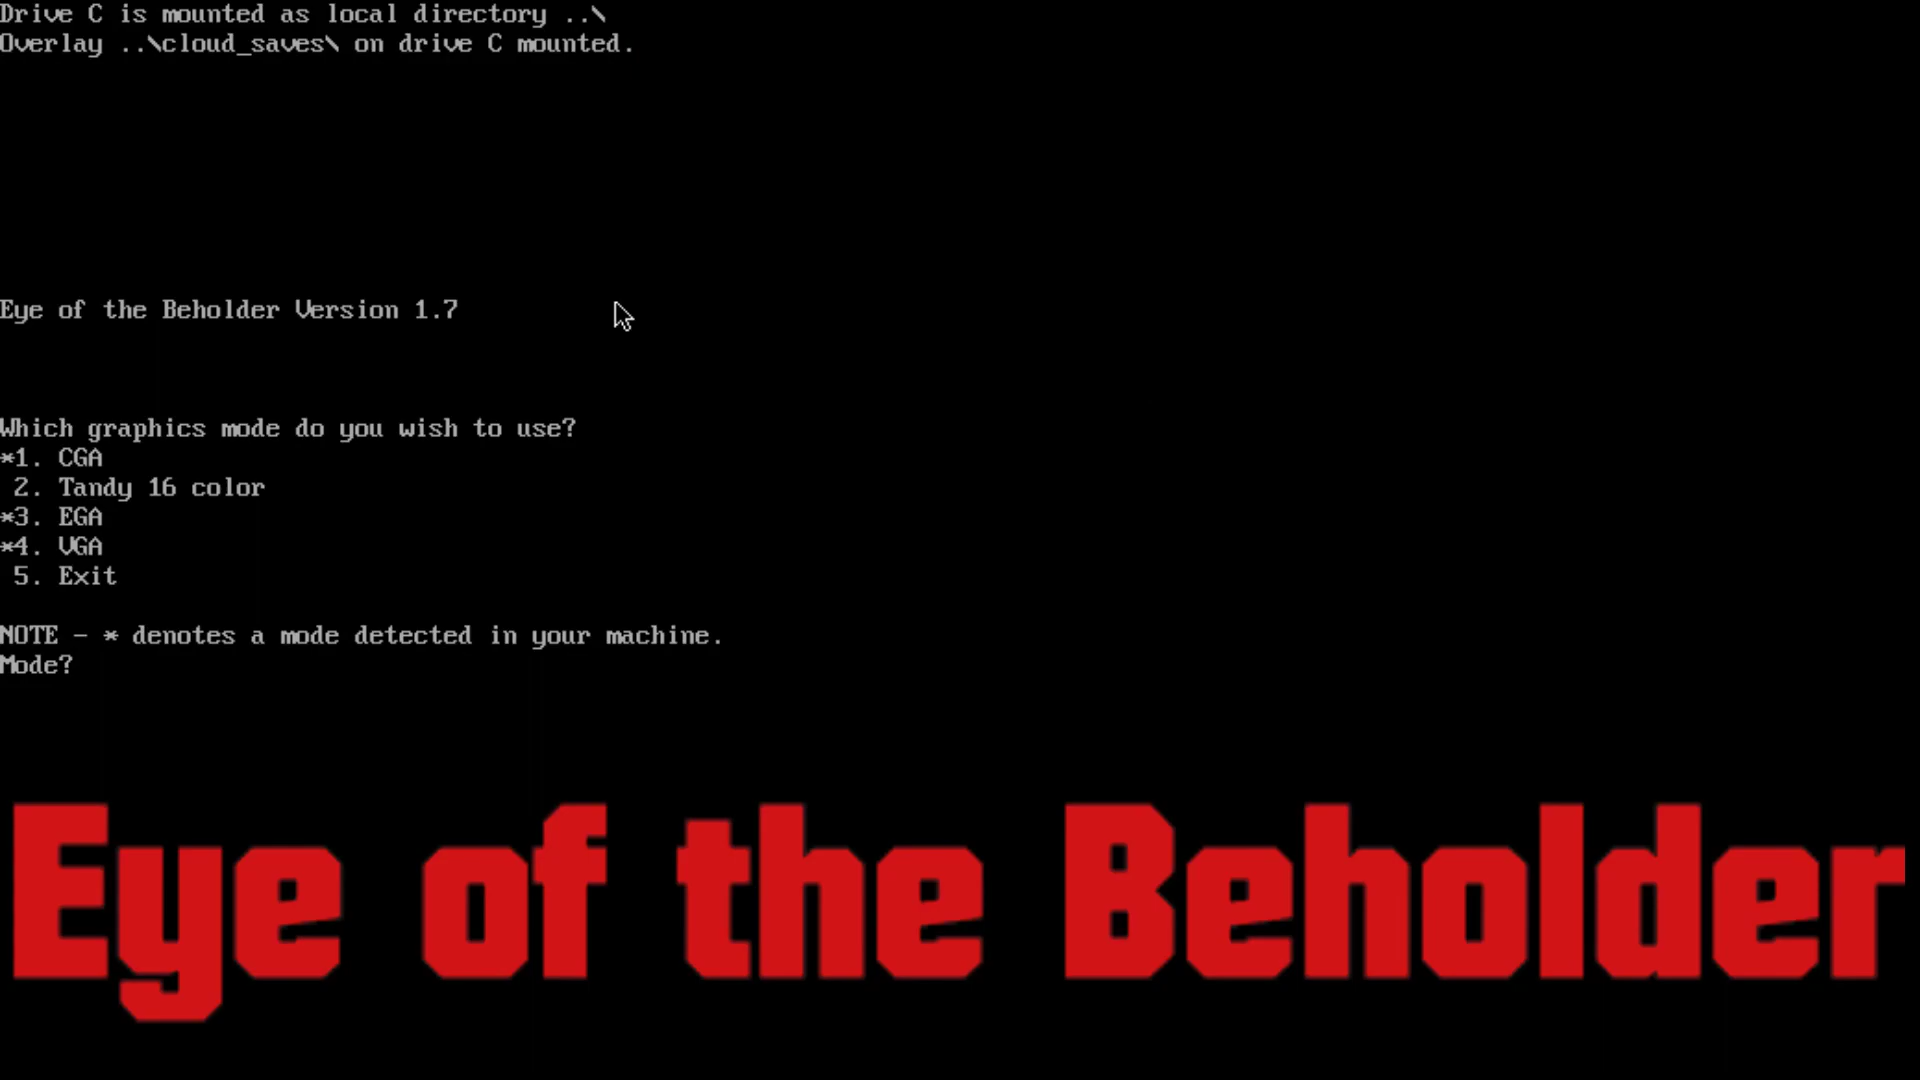 Drive C is mounted as local directory ..\
Overlay ..\cloud_saves\ on drive C mounted.
Eye of the Beholder Version 1.7
Which graphics mode do you wish to use?
*1. CGA
2. Tandy 16 color
*3. EGA
*4. VGA
5. Exit
NOTE - * denotes a mode detected in your machine.
Mode?
Eye of the Beholder